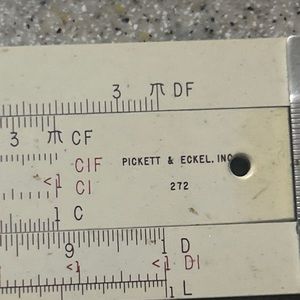 3 π DF
3 π CF
CIF
<1 CI
1 C
PICKETT & ECKEL. INC
272
9 1 D
<1 <1 DI
1 L